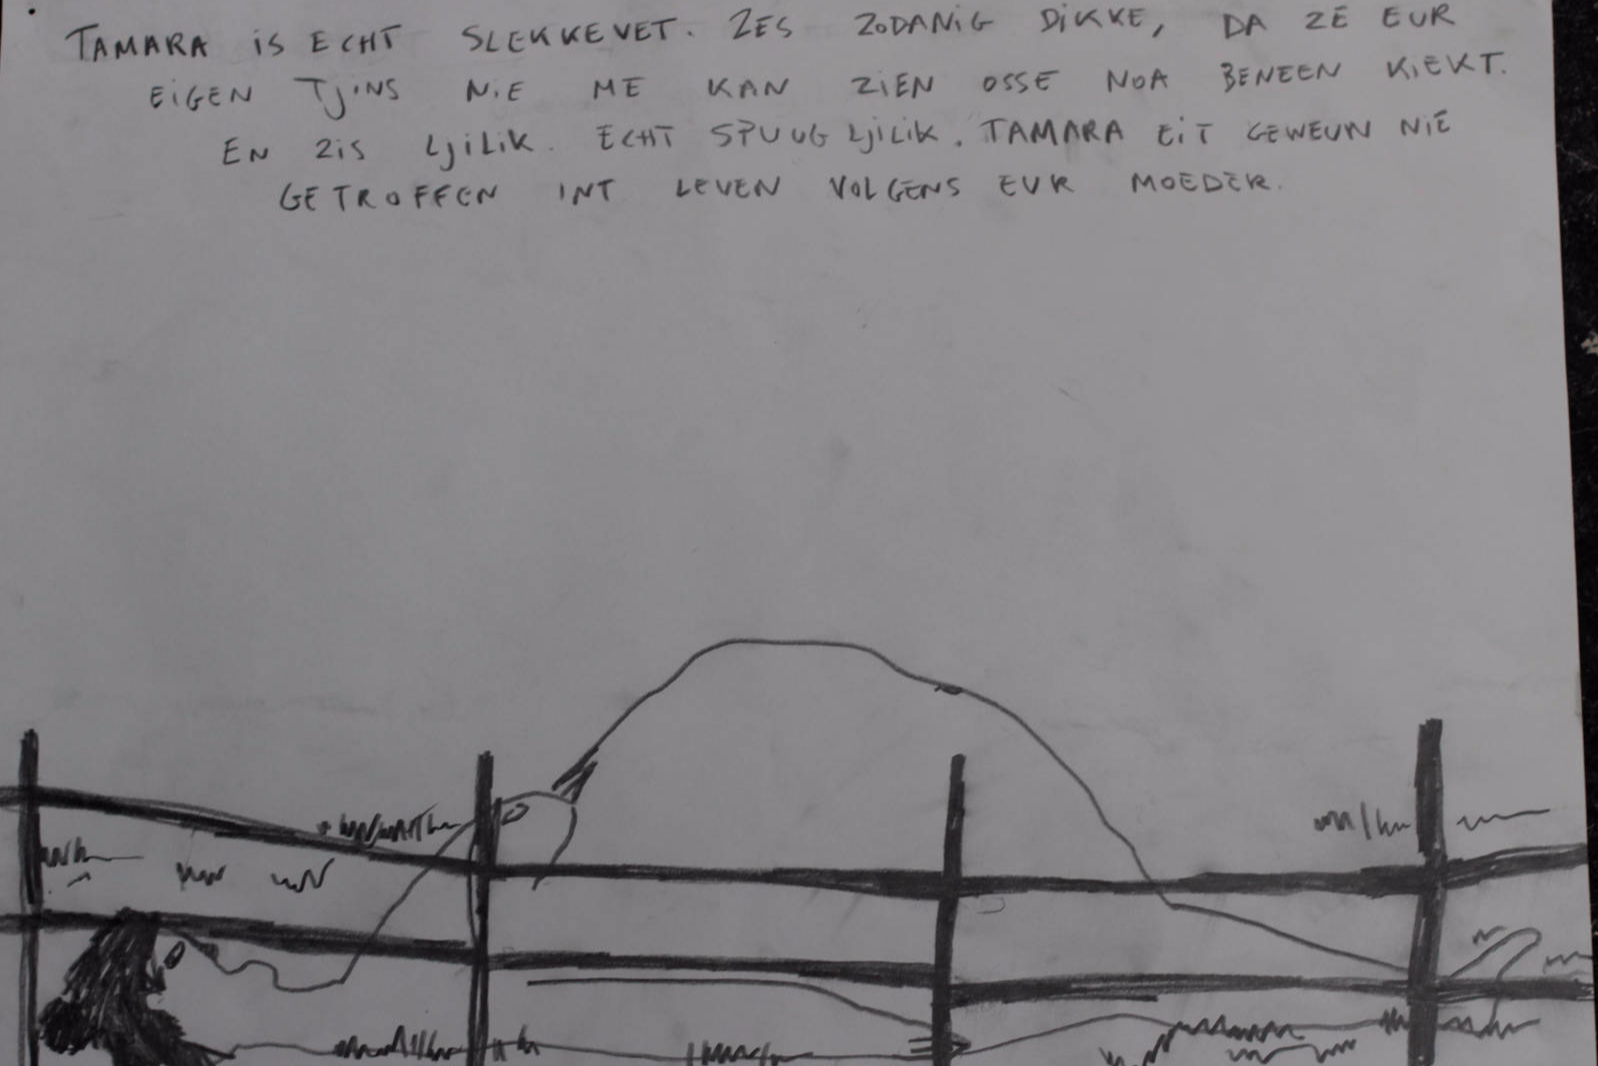 TAMARA IS ECHT SLEKKEVET. ZES ZODANIG DIKKE, DA ZE EUR
EIGEN TJINS NIE ME KAN ZIEN OSSE NOA BENEEN KIEKT.
EN ZIS LJILIK. ECHT SPUUG LJILIK. TAMARA EIT GEWEUN NIE
GETROFFEN INT LEVEN VOLGENS EUR MOEDER.